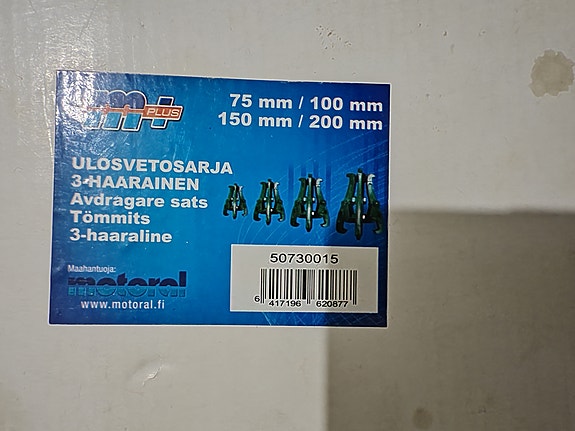 m+
PLUS
75 mm / 100 mm
150 mm / 200 mm
ULOSVETOSARJA
3-HAARAINEN
Avdragare sats
Tõmmits
3-haaraline
Maahantuoja:
motoral
www.motoral.fi
50730015
6 417196 620877